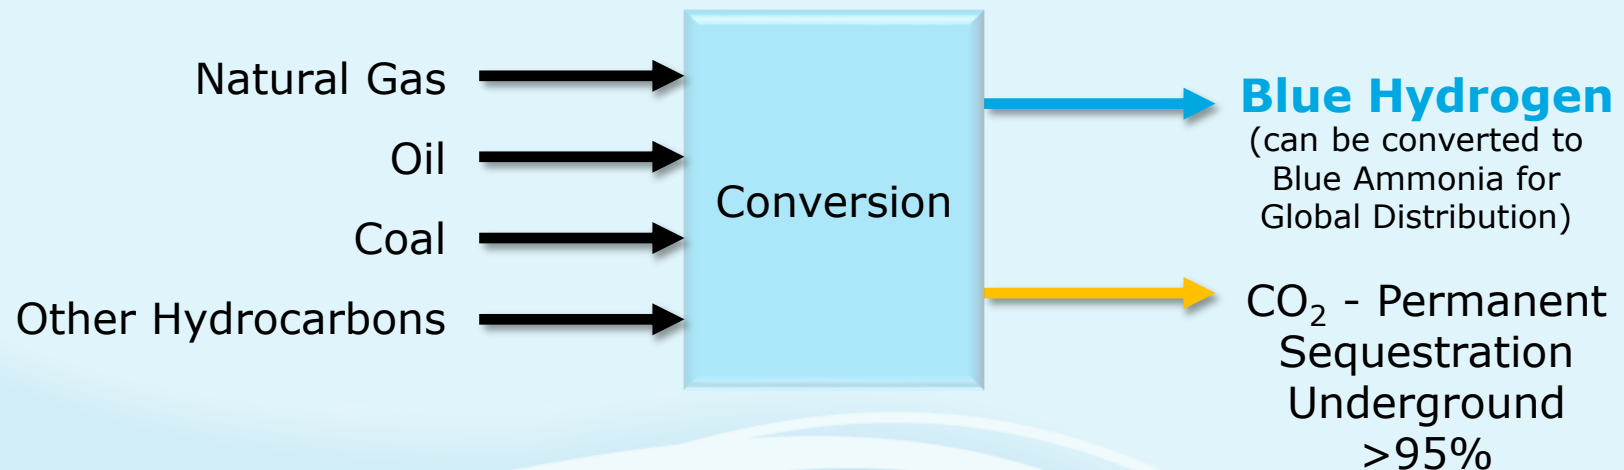 Natural Gas
Oil
Coal
Other Hydrocarbons
Conversion
Blue Hydrogen
(can be converted to
Blue Ammonia for
Global Distribution)
CO₂ - Permanent
Sequestration
Underground
>95%